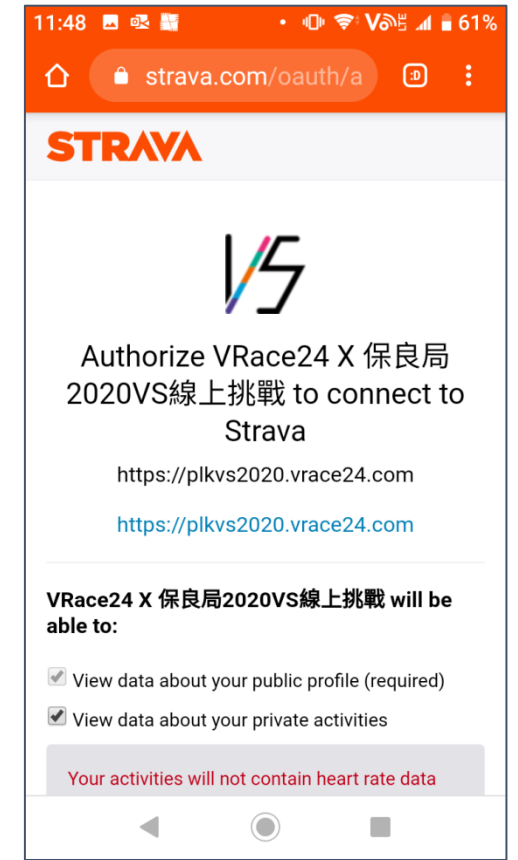 11:48 61%
strava.com/oauth/a :D
STRAVA
VS
Authorize VRace24 X 保良局
2020VS線上挑戰 to connect to
Strava
https://plkvs2020.vrace24.com
https://plkvs2020.vrace24.com
VRace24 X 保良局2020VS線上挑戰 will be
able to:
View data about your public profile (required)
View data about your private activities
Your activities will not contain heart rate data